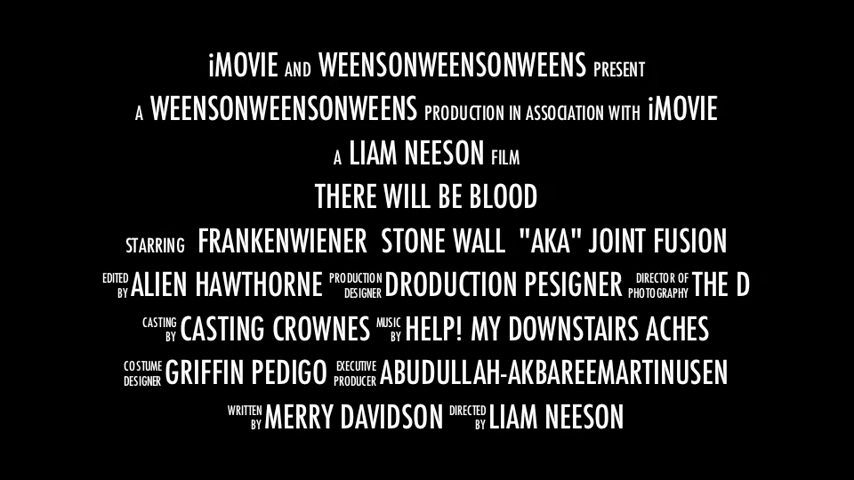 iMOVIE AND WEENSONWEENSONWEENS PRESENT
A WEENSONWEENSONWEENS PRODUCTION IN ASSOCIATION WITH iMOVIE
A LIAM NEESON FILM
THERE WILL BE BLOOD
STARRING FRANKENWIENER STONE WALL "AKA" JOINT FUSION
EDITED BY ALIEN HAWTHORNE PRODUCTION DESIGNER DRODUCTION PESIGNER DIRECTOR OF PHOTOGRAPHY THE D
CASTING BY CASTING CROWNES MUSIC BY HELP! MY DOWNSTAIRS ACHES
COSTUME DESIGNER GRIFFIN PEDIGO EXECUTIVE PRODUCER ABUDULLAH-AKBAREEMARTINUSEN
WRITTEN BY MERRY DAVIDSON DIRECTED BY LIAM NEESON